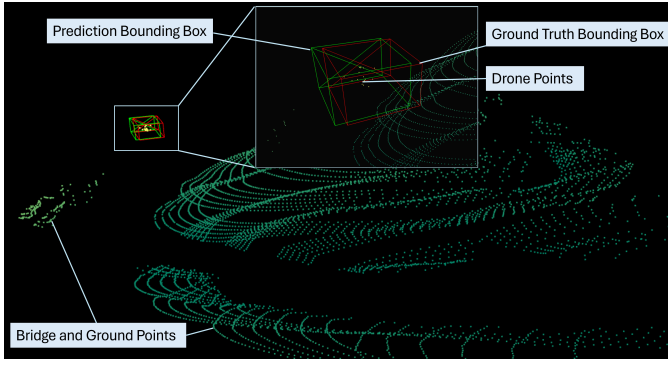 Prediction Bounding Box
Ground Truth Bounding Box
Drone Points
Bridge and Ground Points